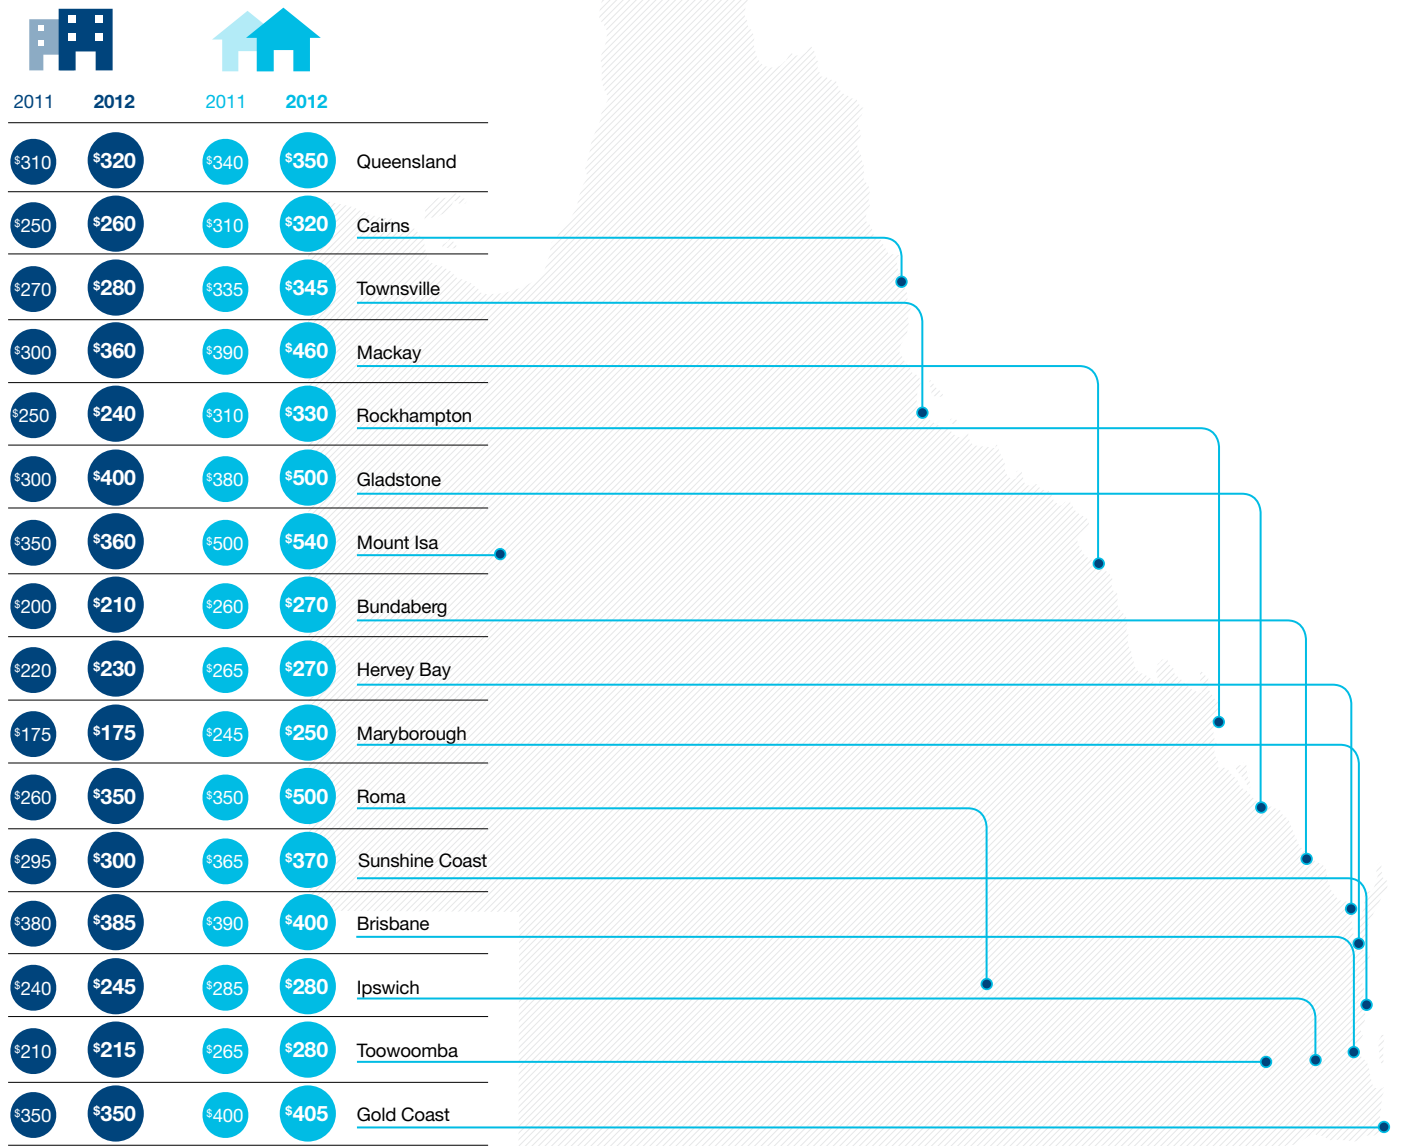 2011 2012 2011 2012
$310 $320 $340 $350 Queensland
$250 $260 $310 $320 Cairns
$270 $280 $335 $345 Townsville
$300 $360 $390 $460 Mackay
$250 $240 $310 $330 Rockhampton
$300 $400 $380 $500 Gladstone
$350 $360 $500 $540 Mount Isa
$200 $210 $260 $270 Bundaberg
$220 $230 $265 $270 Hervey Bay
$175 $175 $245 $250 Maryborough
$260 $350 $350 $500 Roma
$295 $300 $365 $370 Sunshine Coast
$380 $385 $390 $400 Brisbane
$240 $245 $285 $280 Ipswich
$210 $215 $265 $280 Toowoomba
$350 $350 $400 $405 Gold Coast